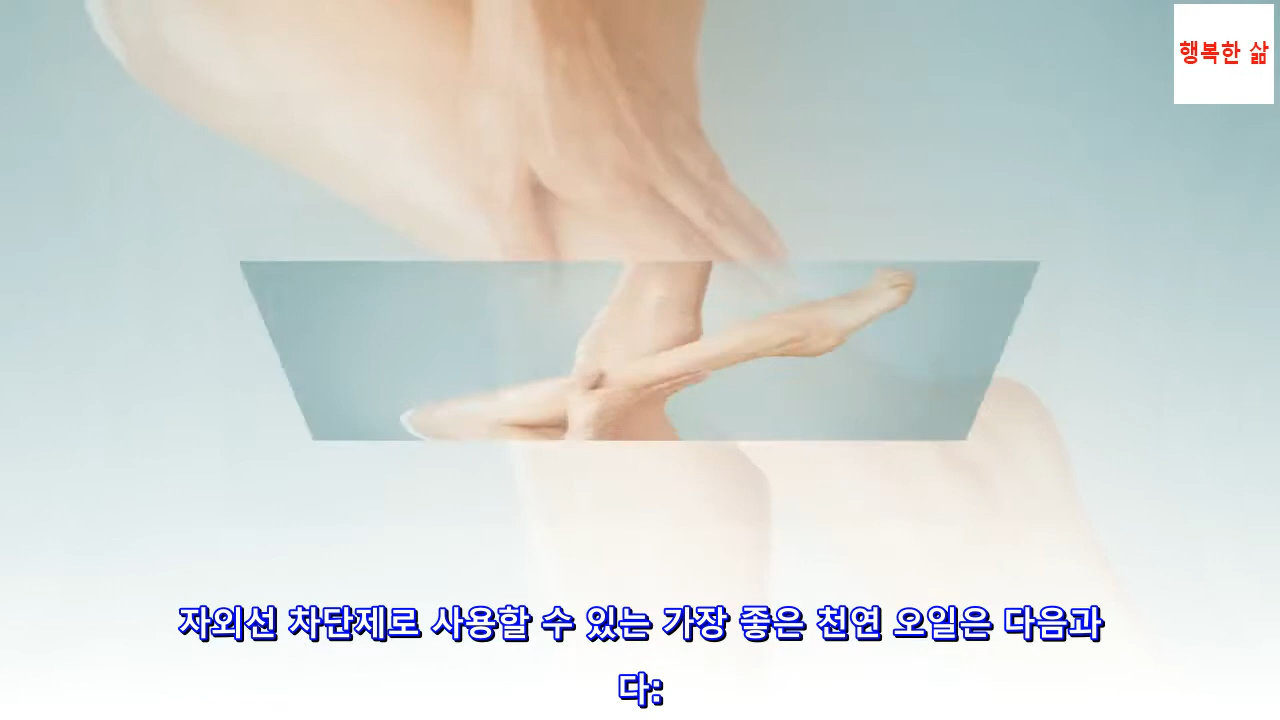 행복한 삶
자외선 차단제로 사용할 수 있는 가장 좋은 천연 오일은 다음과
다: